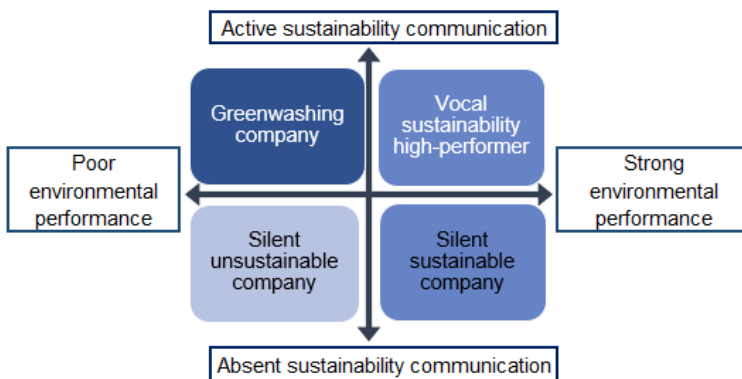 Active sustainability communication
Greenwashing
company
Vocal
sustainability
high-performer
Poor
environmental
performance
Strong
environmental
performance
Silent
unsustainable
company
Silent
sustainable
company
Absent sustainability communication